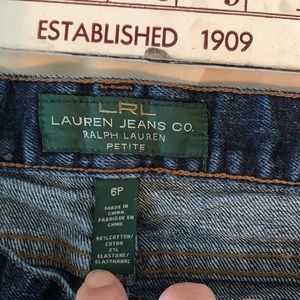 ESTABLISHED 1909
LRL
LAUREN JEANS CO.
RALPH LAUREN
PETITE
6P
MADE IN
CHINA
FABRIQUE EN
CHINE
98% COTTON/
COTON
2%
ELASTANE/
ELASTHANNE